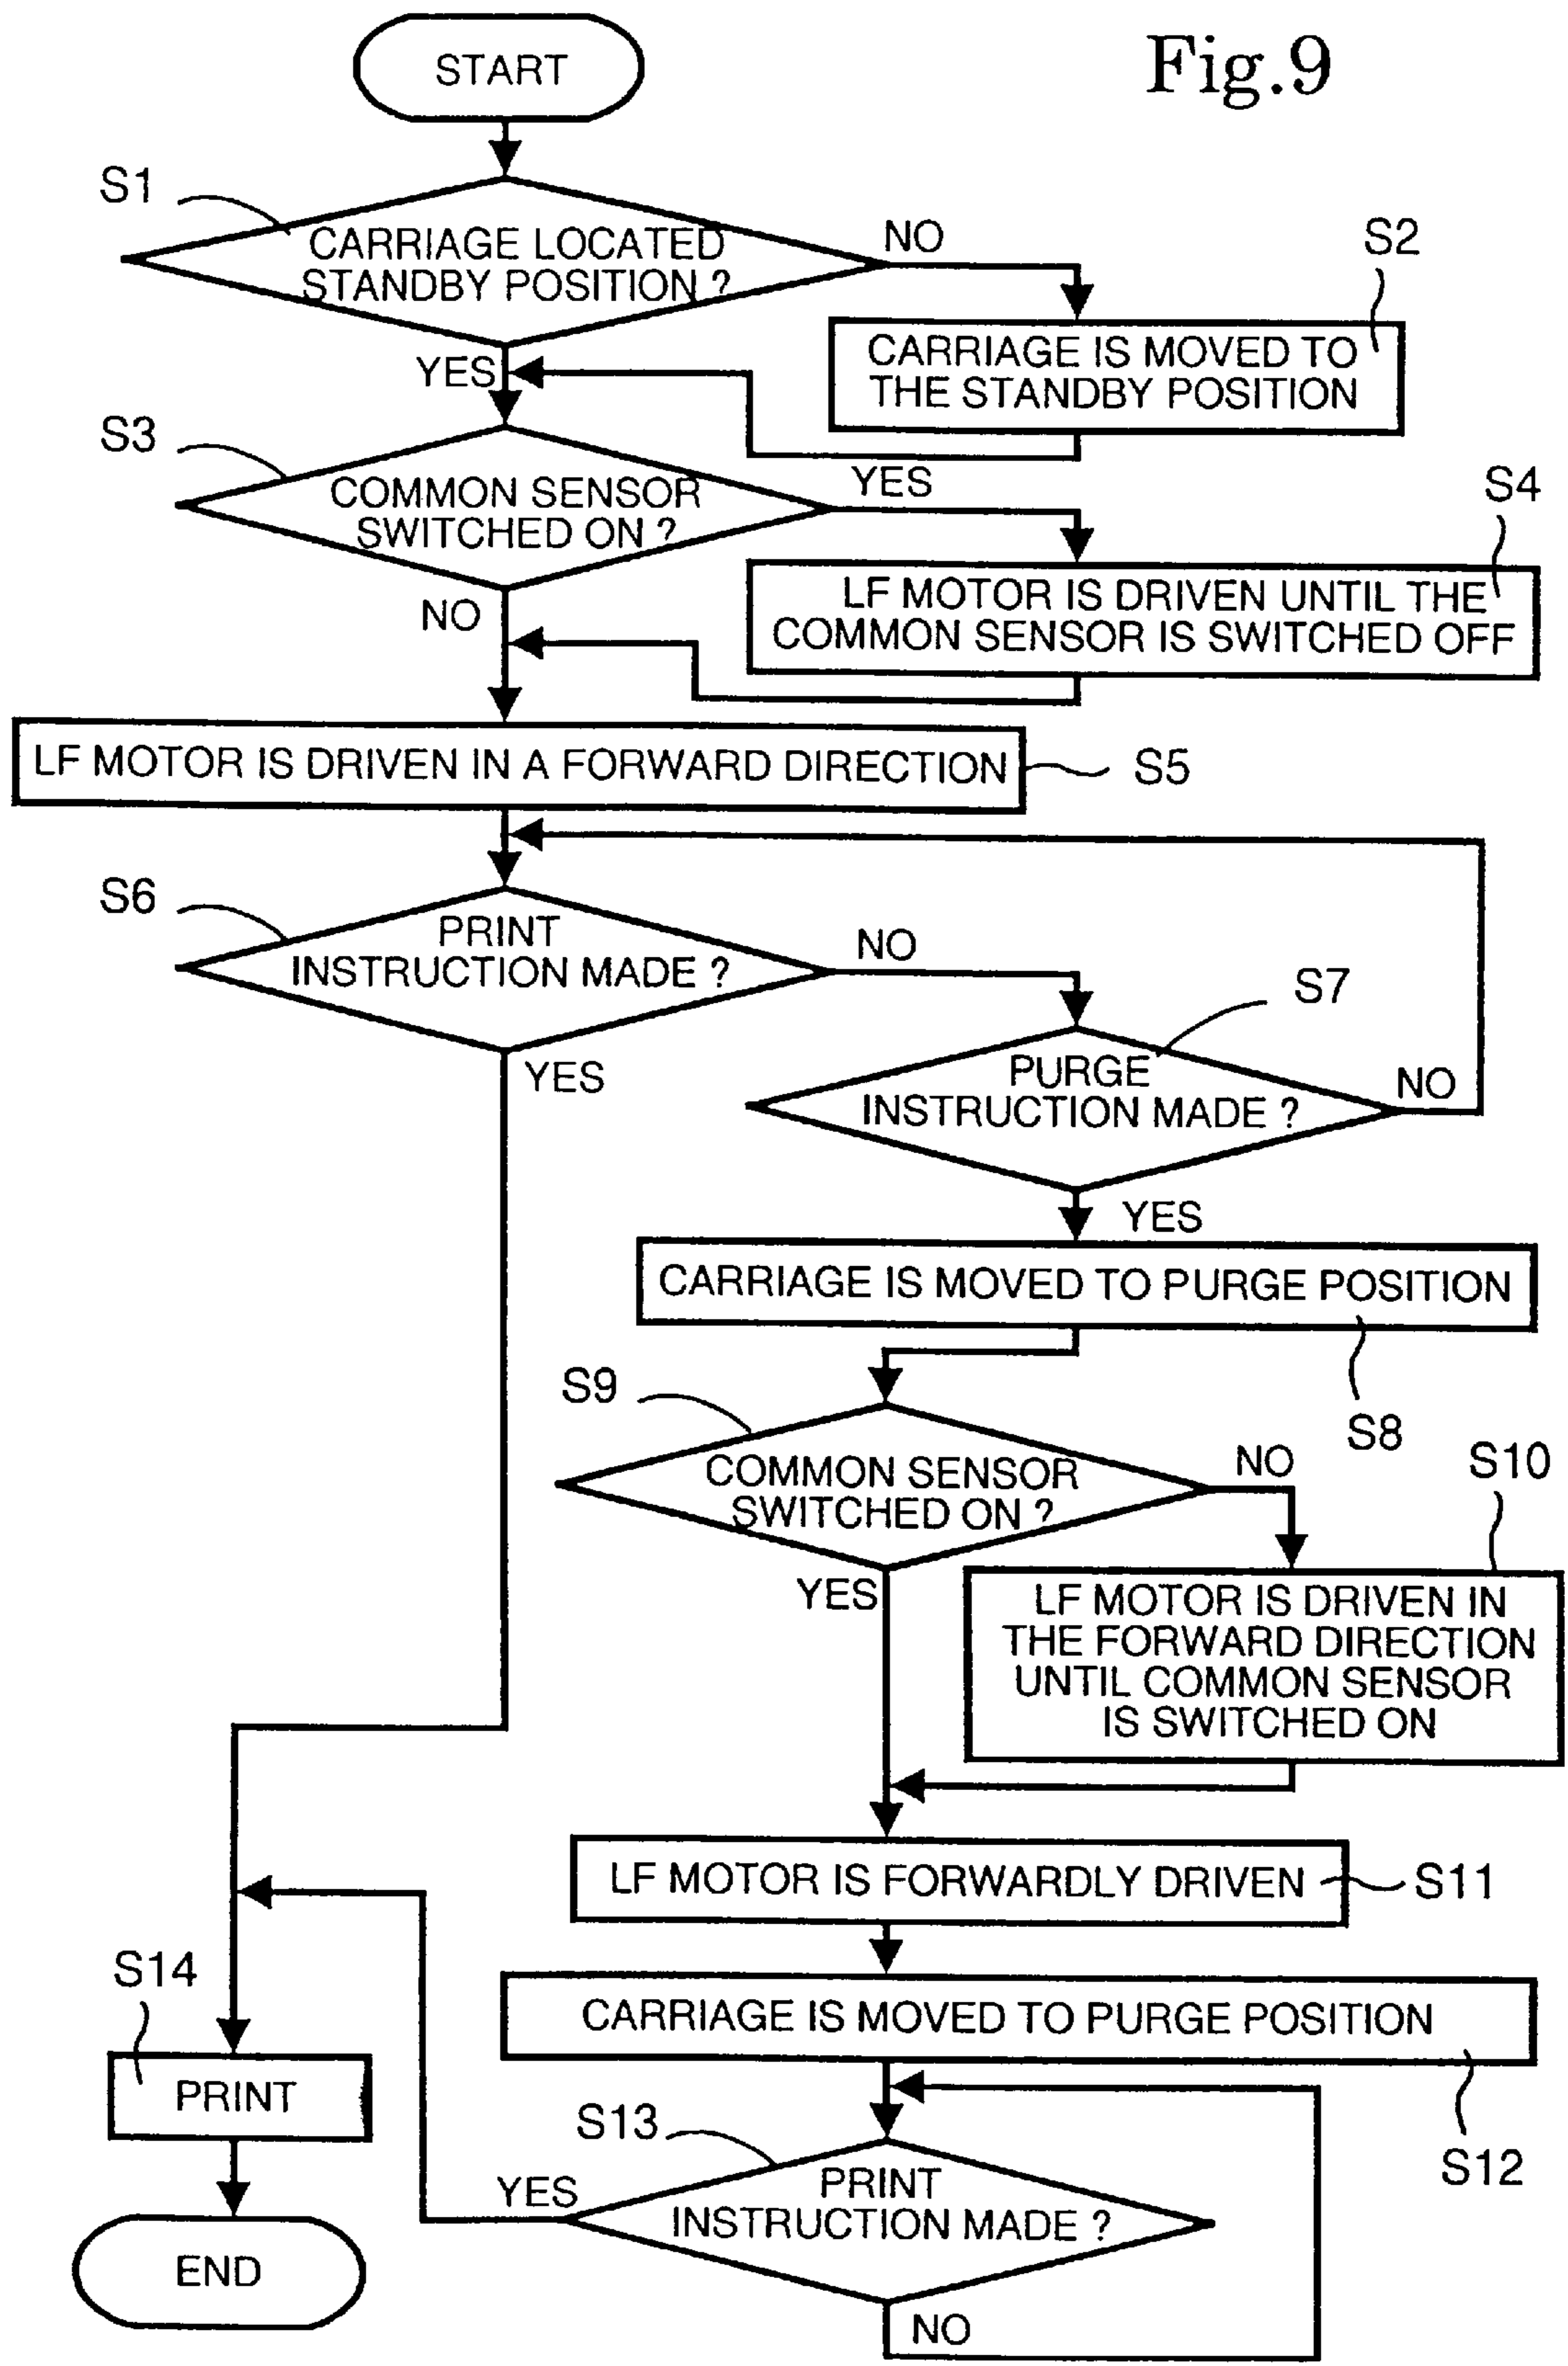 Fig.9
START
S1
CARRIAGE LOCATED
STANDBY POSITION ?
NO
S2
CARRIAGE IS MOVED TO
THE STANDBY POSITION
YES
S3
COMMON SENSOR
SWITCHED ON ?
YES
S4
LF MOTOR IS DRIVEN UNTIL THE
COMMON SENSOR IS SWITCHED OFF
NO
LF MOTOR IS DRIVEN IN A FORWARD DIRECTION
S5
S6
PRINT
INSTRUCTION MADE ?
NO
S7
YES
PURGE
INSTRUCTION MADE ?
NO
YES
CARRIAGE IS MOVED TO PURGE POSITION
S8
S9
COMMON SENSOR
SWITCHED ON ?
NO
S10
YES
LF MOTOR IS DRIVEN IN
THE FORWARD DIRECTION
UNTIL COMMON SENSOR
IS SWITCHED ON
LF MOTOR IS FORWARDLY DRIVEN
S11
CARRIAGE IS MOVED TO PURGE POSITION
S12
S14
PRINT
S13
PRINT
INSTRUCTION MADE ?
YES
NO
END